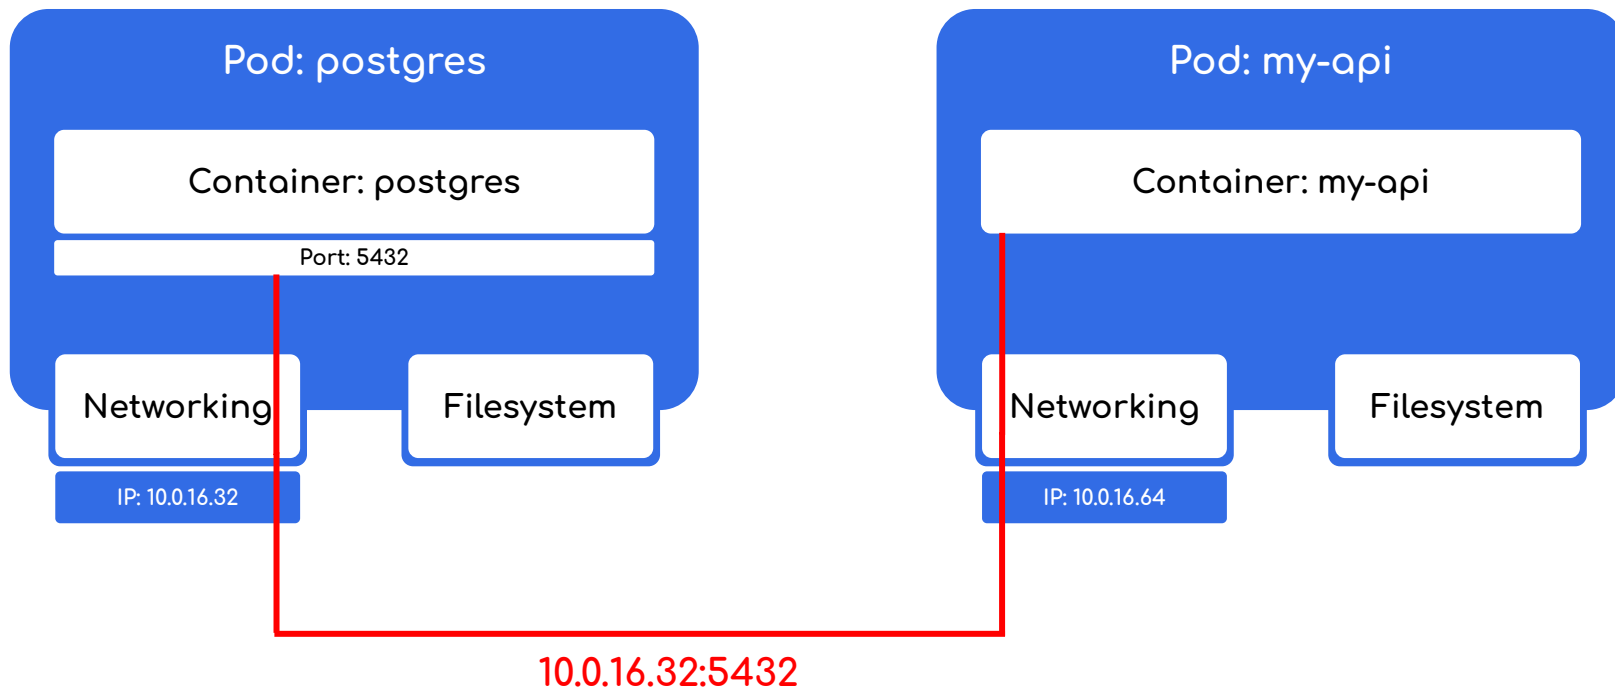 Pod: postgres
Container: postgres
Port: 5432
Networking
Filesystem
IP: 10.0.16.32
Pod: my-api
Container: my-api
Networking
Filesystem
IP: 10.0.16.64
10.0.16.32:5432